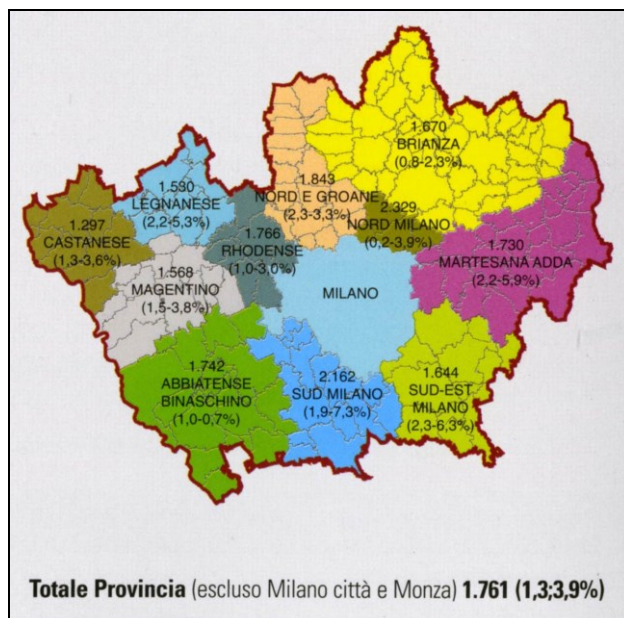 1.670
BRIANZA
(0,8-2,3%)
1.843
NORD E GROANE
(2,3-3,3%)
2.329
NORD MILANO
(0,2-3,9%)
1.530
LEGNANESE
(2,2-5,3%)
1.297
CASTANESE
(1,3-3,6%)
1.766
RHODENSE
(1,0-3,0%)
1.730
MARTESANA ADDA
(2,2-5,9%)
1.568
MAGENTINO
(1,5-3,8%)
MILANO
1.742
ABBIATENSE
BINASCHINO
(1,0-0,7%)
2.162
SUD MILANO
(1,9-7,3%)
1.644
SUD-EST
MILANO
(2,3-6,3%)
Totale Provincia (escluso Milano città e Monza) 1.761 (1,3;3,9%)